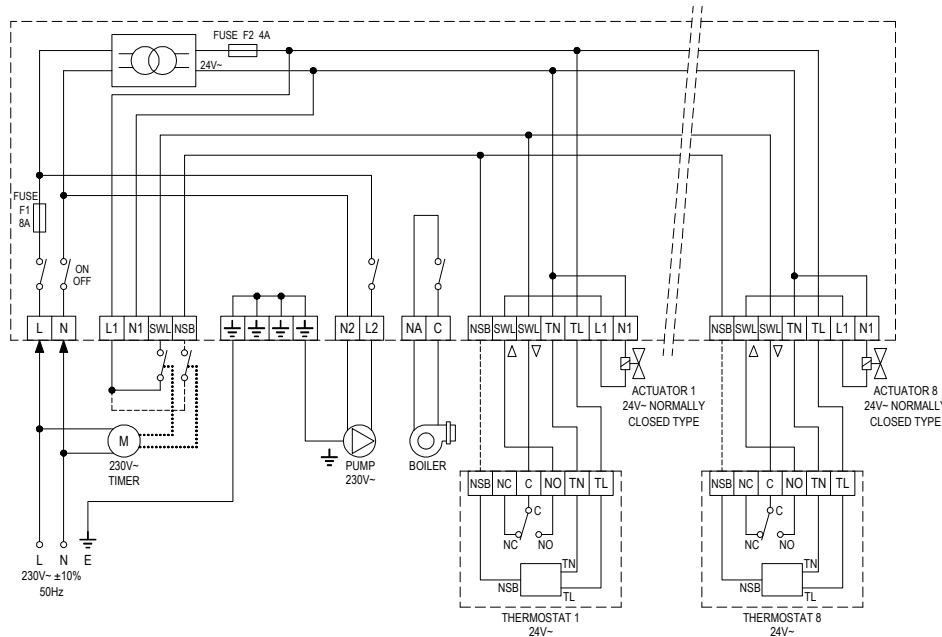 FUSE F2 4A
24V~
FUSE
F1
8A
ON
OFF
L N L1 N1 SWL NSB N2 L2 NA C NSB SWL SWL TN TL L1 N1 NSB SWL SWL TN TL L1 N1
ACTUATOR 1
24V~ NORMALLY
CLOSED TYPE
ACTUATOR 8
24V~ NORMALLY
CLOSED TYPE
M
230V~
TIMER
PUMP
230V~
BOILER
NSB NC C NO TN TL NSB NC C NO TN TL
C C
NC NO NC NO
L N E
230V~ ±10%
50Hz
TN TN
NSB NSB
TL TL
THERMOSTAT 1
24V~
THERMOSTAT 8
24V~